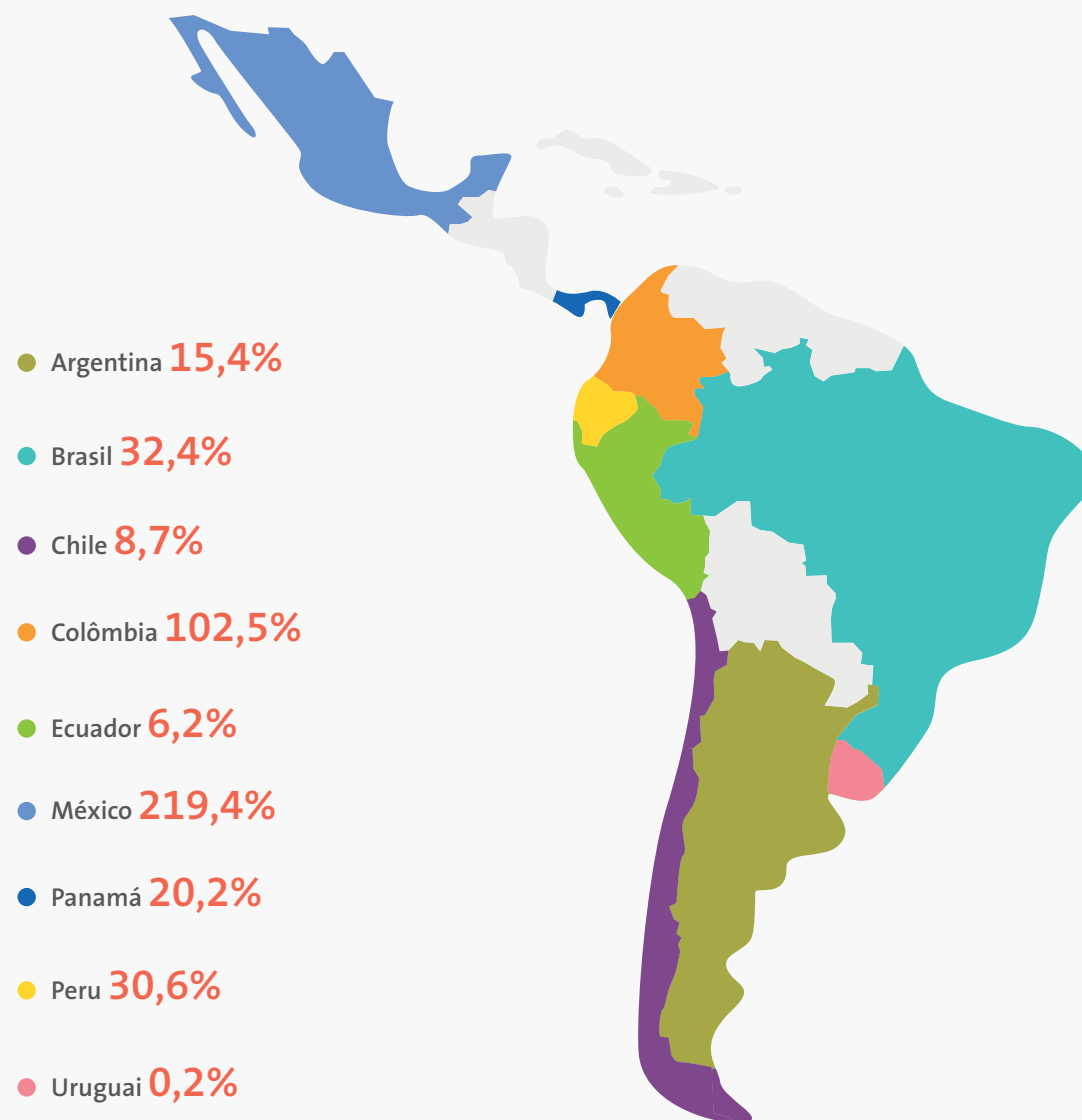 Argentina 15,4%
Brasil 32,4%
Chile 8,7%
Colômbia 102,5%
Ecuador 6,2%
México 219,4%
Panamá 20,2%
Peru 30,6%
Uruguai 0,2%